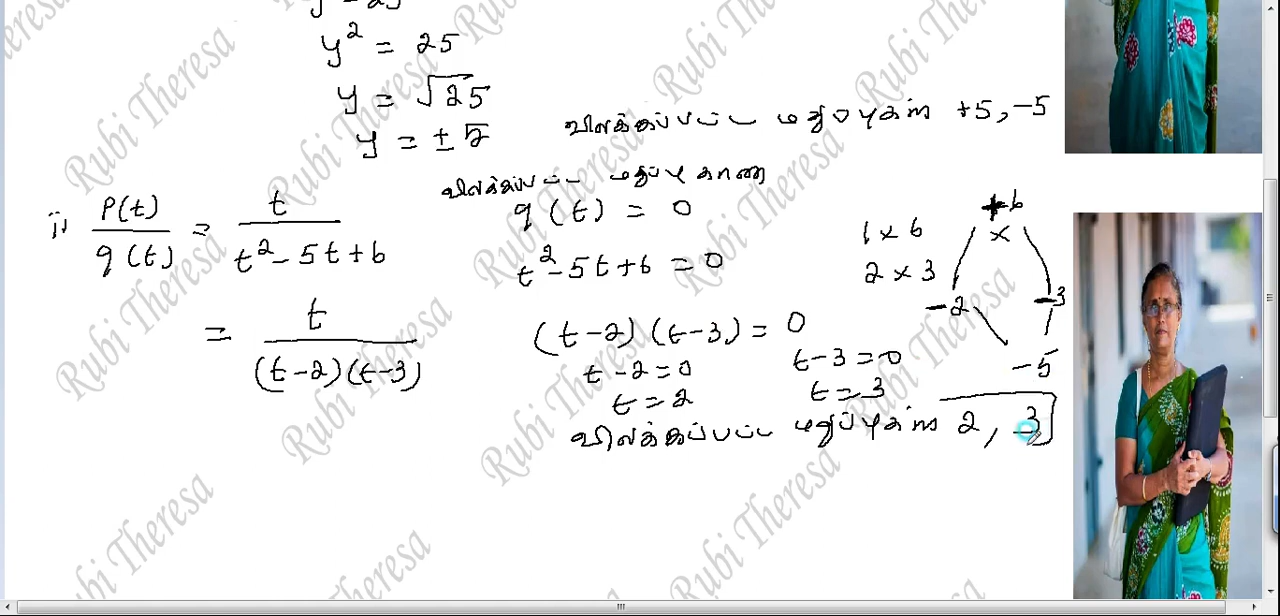 y² = 25
y = √25
y = ± 5
விலக்கப்பட்ட மதிப்புகள் +5, -5
விலக்கப்பட்ட மதிப்பு காண
ii) P(t)/q(t) = t/(t² - 5t + 6)
q(t) = 0
t² - 5t + 6 = 0
= t/((t-2)(t-3))
(t-2)(t-3) = 0
t-2=0
t=2
t-3=0
t=3
விலக்கப்பட்ட மதிப்புகள் 2, 3
1 x 6
2 x 3
+6
x
-2 -3
-5
Rubi Theresa